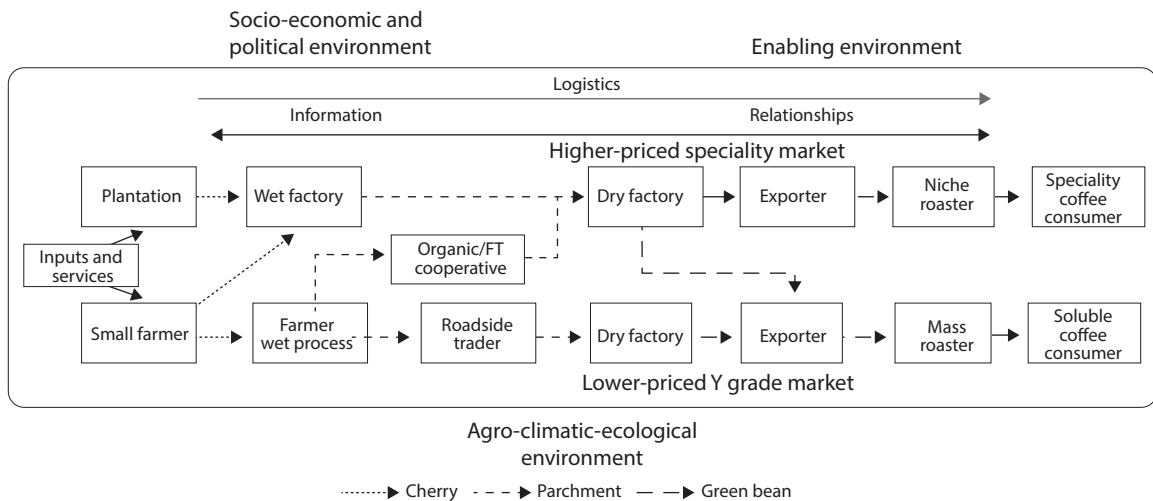 Socio-economic and
political environment
Enabling environment
Logistics
Information
Relationships
Higher-priced speciality market
Plantation
Wet factory
Dry factory
Exporter
Niche
roaster
Speciality
coffee
consumer
Inputs and
services
Organic/FT
cooperative
Small farmer
Farmer
wet process
Roadside
trader
Dry factory
Exporter
Mass
roaster
Soluble
coffee
consumer
Lower-priced Y grade market
Agro-climatic-ecological
environment
Cherry
Parchment
Green bean